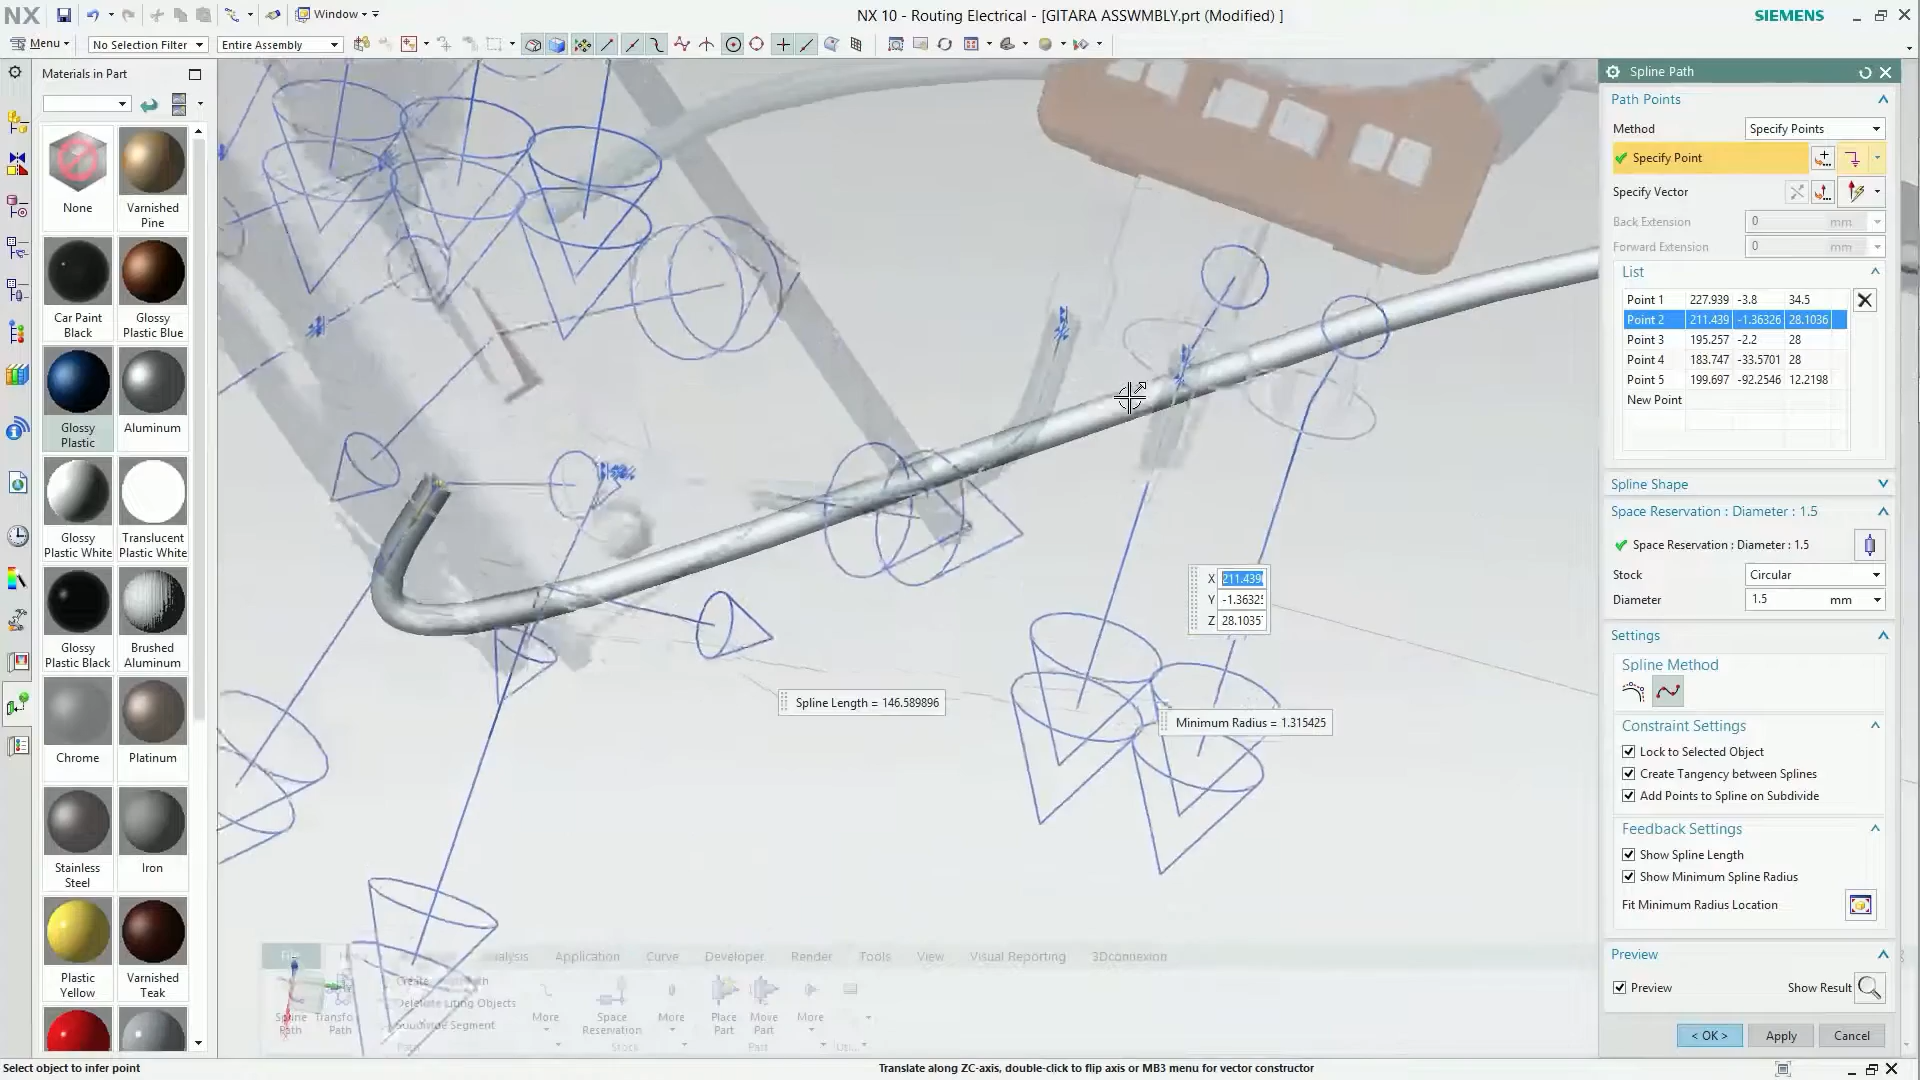 NX
Window
NX 10 - Routing Electrical - [GITARA ASSWMBLY.prt (Modified) ]
SIEMENS
Menu
No Selection Filter
Entire Assembly
Materials in Part
None
Varnished Pine
Car Paint Black
Glossy Plastic Blue
Glossy Plastic
Aluminum
Glossy Plastic White
Translucent Plastic White
Glossy Plastic Black
Brushed Aluminum
Chrome
Platinum
Stainless Steel
Iron
Plastic Yellow
Varnished Teak
Spline Length = 146.589896
Minimum Radius = 1.315425
X 211.439
Y -1.3632
Z 28.1035
Application
Curve
Developer
Render
Tools
View
Visual Reporting
3Dconnexion
Create
Subdivide Segment
Spline Path
More
Space Reservation
More
Place Part
Move Part
More
Path
Stock
Part
Spline Path
Path Points
Method
Specify Points
Specify Point
Specify Vector
Back Extension
0 mm
Forward Extension
0 mm
List
Point 1 227.939 -3.8 34.5
Point 2 211.439 -1.36326 28.1036
Point 3 195.257 -2.2 28
Point 4 183.747 -33.5701 28
Point 5 199.697 -92.2546 12.2198
New Point
Spline Shape
Space Reservation : Diameter : 1.5
Space Reservation : Diameter : 1.5
Stock
Circular
Diameter
1.5 mm
Settings
Spline Method
Constraint Settings
Lock to Selected Object
Create Tangency between Splines
Add Points to Spline on Subdivide
Feedback Settings
Show Spline Length
Show Minimum Spline Radius
Fit Minimum Radius Location
Preview
Preview
Show Result
< OK >
Apply
Cancel
Select object to infer point
Translate along ZC-axis, double-click to flip axis or MB3 menu for vector constructor